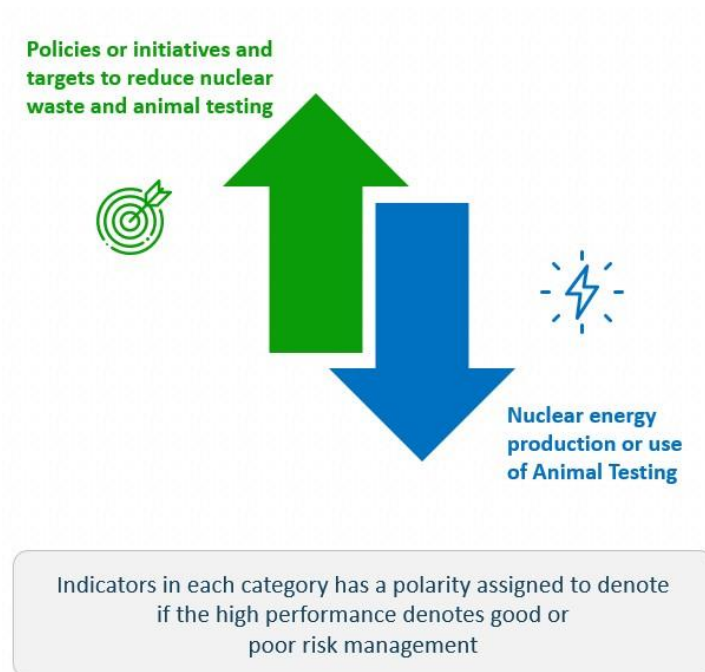 Policies or initiatives and
targets to reduce nuclear
waste and animal testing
Nuclear energy
production or use
of Animal Testing
Indicators in each category has a polarity assigned to denote
if the high performance denotes good or
poor risk management